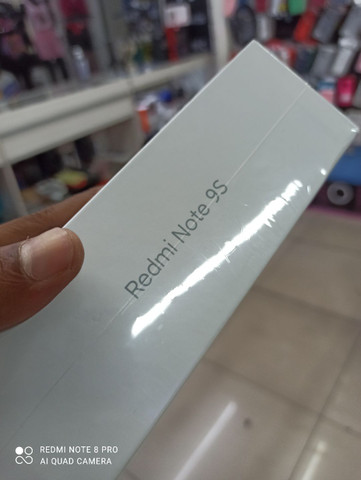 Redmi Note 9S
REDMI NOTE 8 PRO
AI QUAD CAMERA